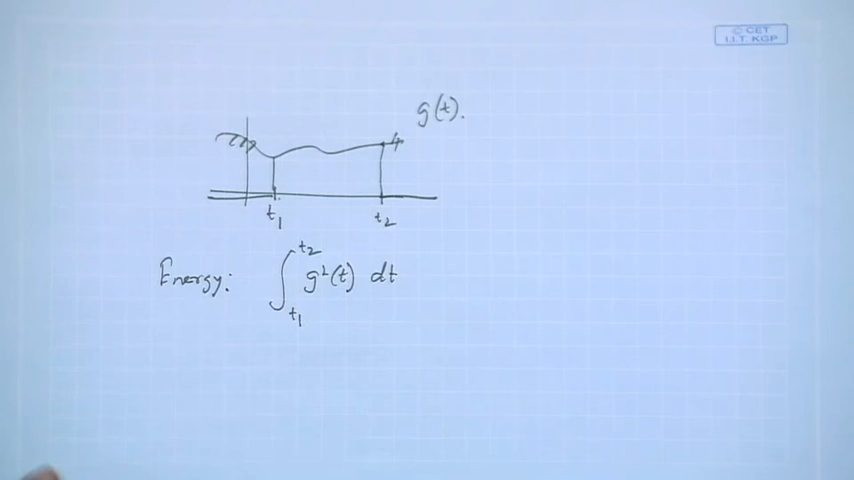 © CET
I.I.T. KGP
g(t).
t₁ t₂
Energy: ∫_{t₁}^{t₂} g²(t) dt